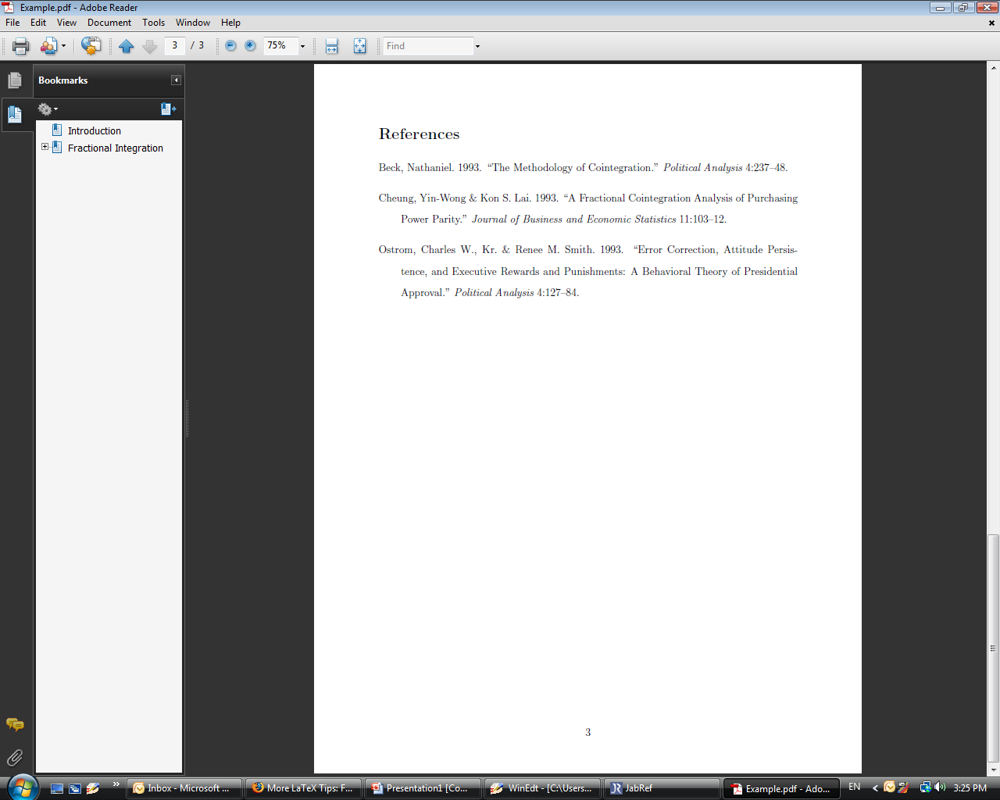 Example.pdf - Adobe Reader
File Edit View Document Tools Window Help
3 / 3 75% Find
Bookmarks
Introduction
Fractional Integration
References
Beck, Nathaniel. 1993. “The Methodology of Cointegration.” Political Analysis 4:237–48.
Cheung, Yin-Wong & Kon S. Lai. 1993. “A Fractional Cointegration Analysis of Purchasing
Power Parity.” Journal of Business and Economic Statistics 11:103–12.
Ostrom, Charles W., Kr. & Renee M. Smith. 1993. “Error Correction, Attitude Persis-
tence, and Executive Rewards and Punishments: A Behavioral Theory of Presidential
Approval.” Political Analysis 4:127–84.
3
Inbox - Microsoft ... More LaTeX Tips: F... Presentation1 [Co... WinEdt - [C:\Users... JabRef Example.pdf - Ado... EN 3:25 PM